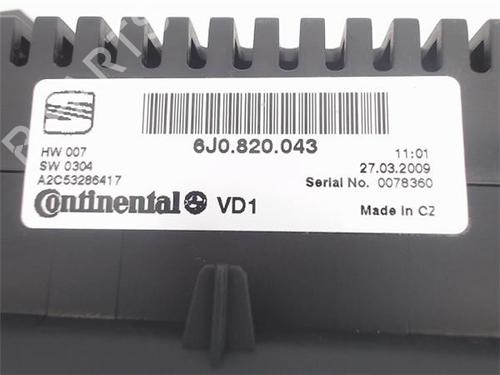 6J0.820.043
HW 007
SW 0304
A2C53286417
11:01
27.03.2009
Serial No. 0078360
Continental VD1
Made in CZ